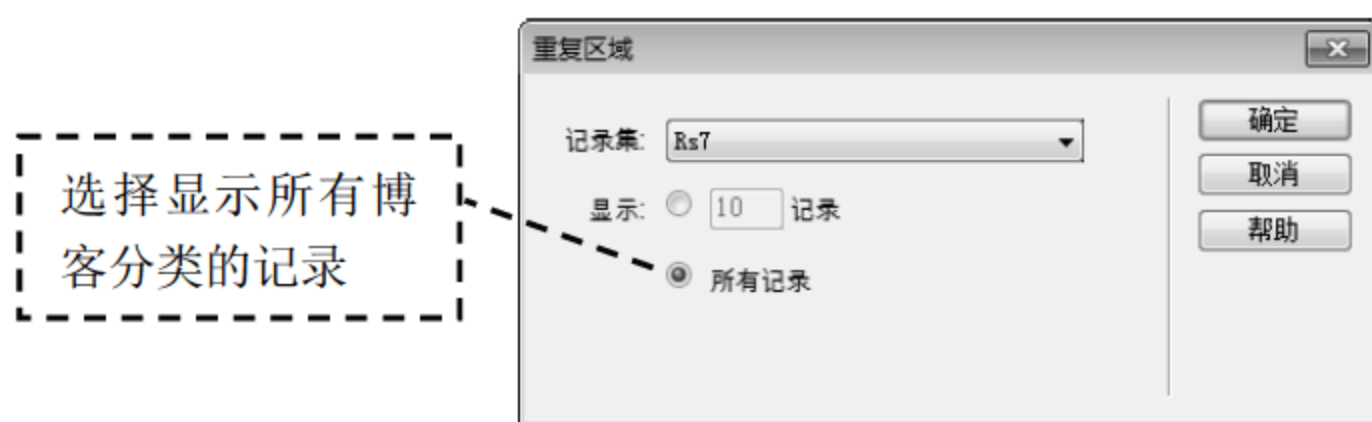 重复区域
选择显示所有博
客分类的记录
记录集: Rs7
显示: 10 记录
所有记录
确定
取消
帮助